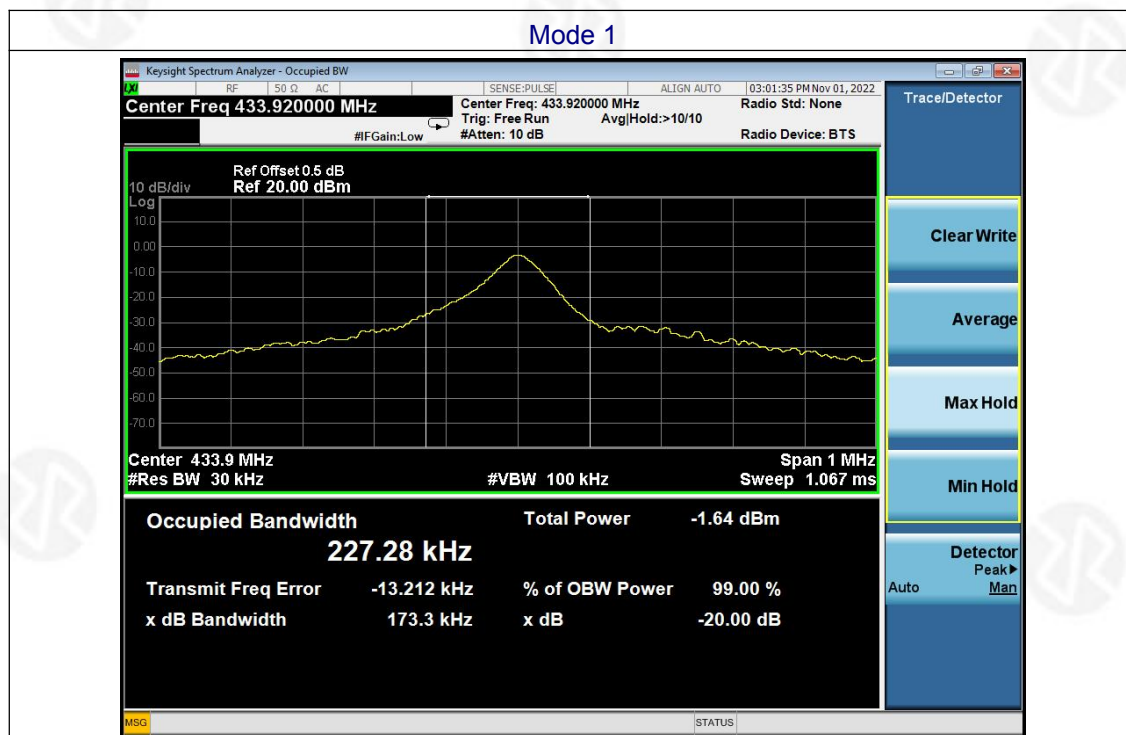 Mode 1
Keysight Spectrum Analyzer - Occupied BW
LXI RF 50 Ω AC SENSE:PULSE ALIGN AUTO 03:01:35 PM Nov 01, 2022
Center Freq 433.920000 MHz Center Freq: 433.920000 MHz Radio Std: None
Trig: Free Run Avg|Hold:>10/10
#IFGain:Low #Atten: 10 dB Radio Device: BTS
Ref Offset 0.5 dB
10 dB/div Ref 20.00 dBm
Log
10.0
0.00
-10.0
-20.0
-30.0
-40.0
-50.0
-60.0
-70.0
Center 433.9 MHz Span 1 MHz
#Res BW 30 kHz #VBW 100 kHz Sweep 1.067 ms
Occupied Bandwidth Total Power -1.64 dBm
227.28 kHz
Transmit Freq Error -13.212 kHz % of OBW Power 99.00 %
x dB Bandwidth 173.3 kHz x dB -20.00 dB
MSG STATUS
Trace/Detector
Clear Write
Average
Max Hold
Min Hold
Detector
Peak▶
Auto Man